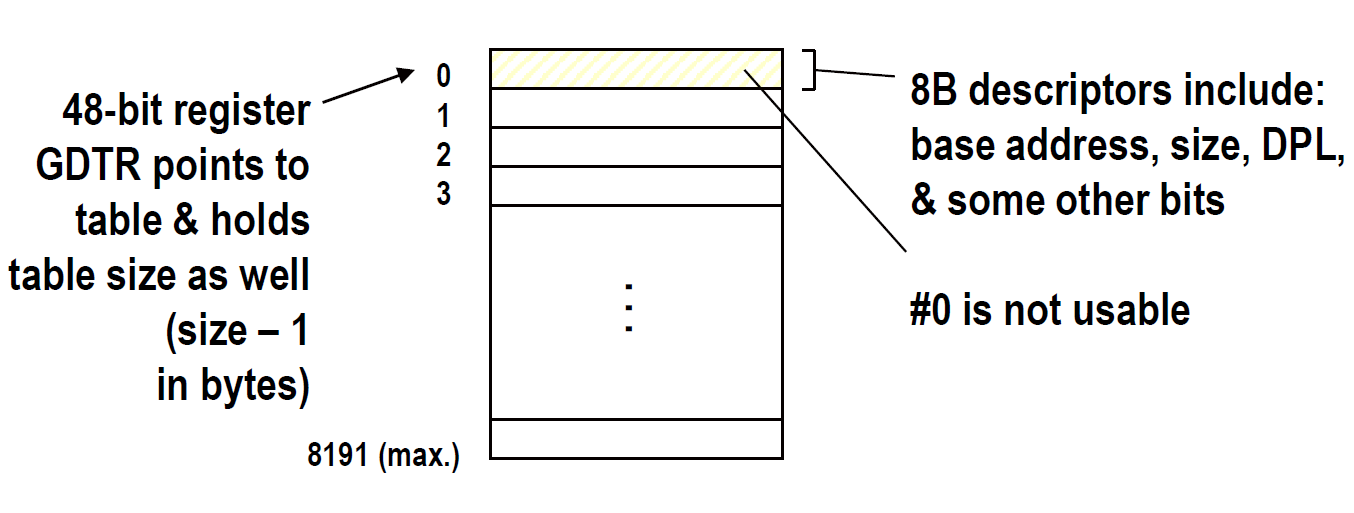 48-bit register
GDTR points to
table & holds
table size as well
(size – 1
in bytes)
0
1
2
3
8191 (max.)
8B descriptors include:
base address, size, DPL,
& some other bits
#0 is not usable